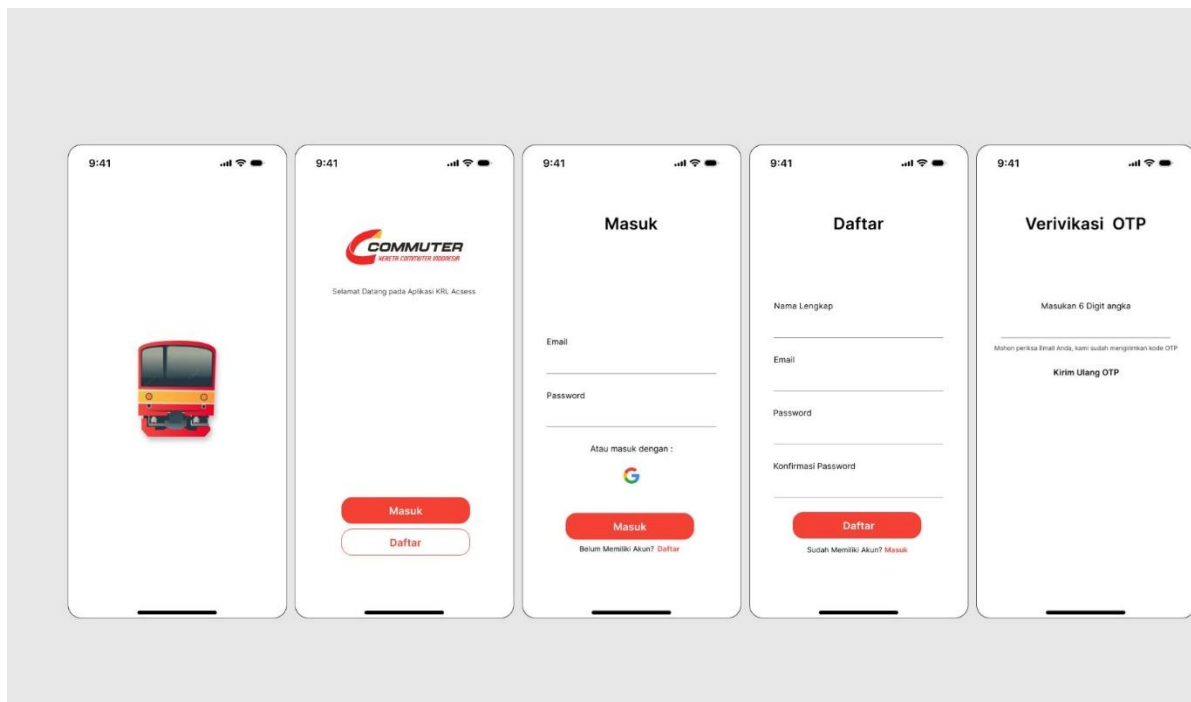 9:41
9:41
COMMUTER
KERETA COMMUTER INDONESIA
Selamat Datang pada Aplikasi KRL Acsess
Masuk
Daftar
9:41
Masuk
Email
Password
Atau masuk dengan :
Masuk
Belum Memiliki Akun? Daftar
9:41
Daftar
Nama Lengkap
Email
Password
Konfirmasi Password
Daftar
Sudah Memiliki Akun? Masuk
9:41
Verivikasi OTP
Masukan 6 Digit angka
Mohon periksa Email Anda, kami sudah mengirimkan kode OTP
Kirim Ulang OTP